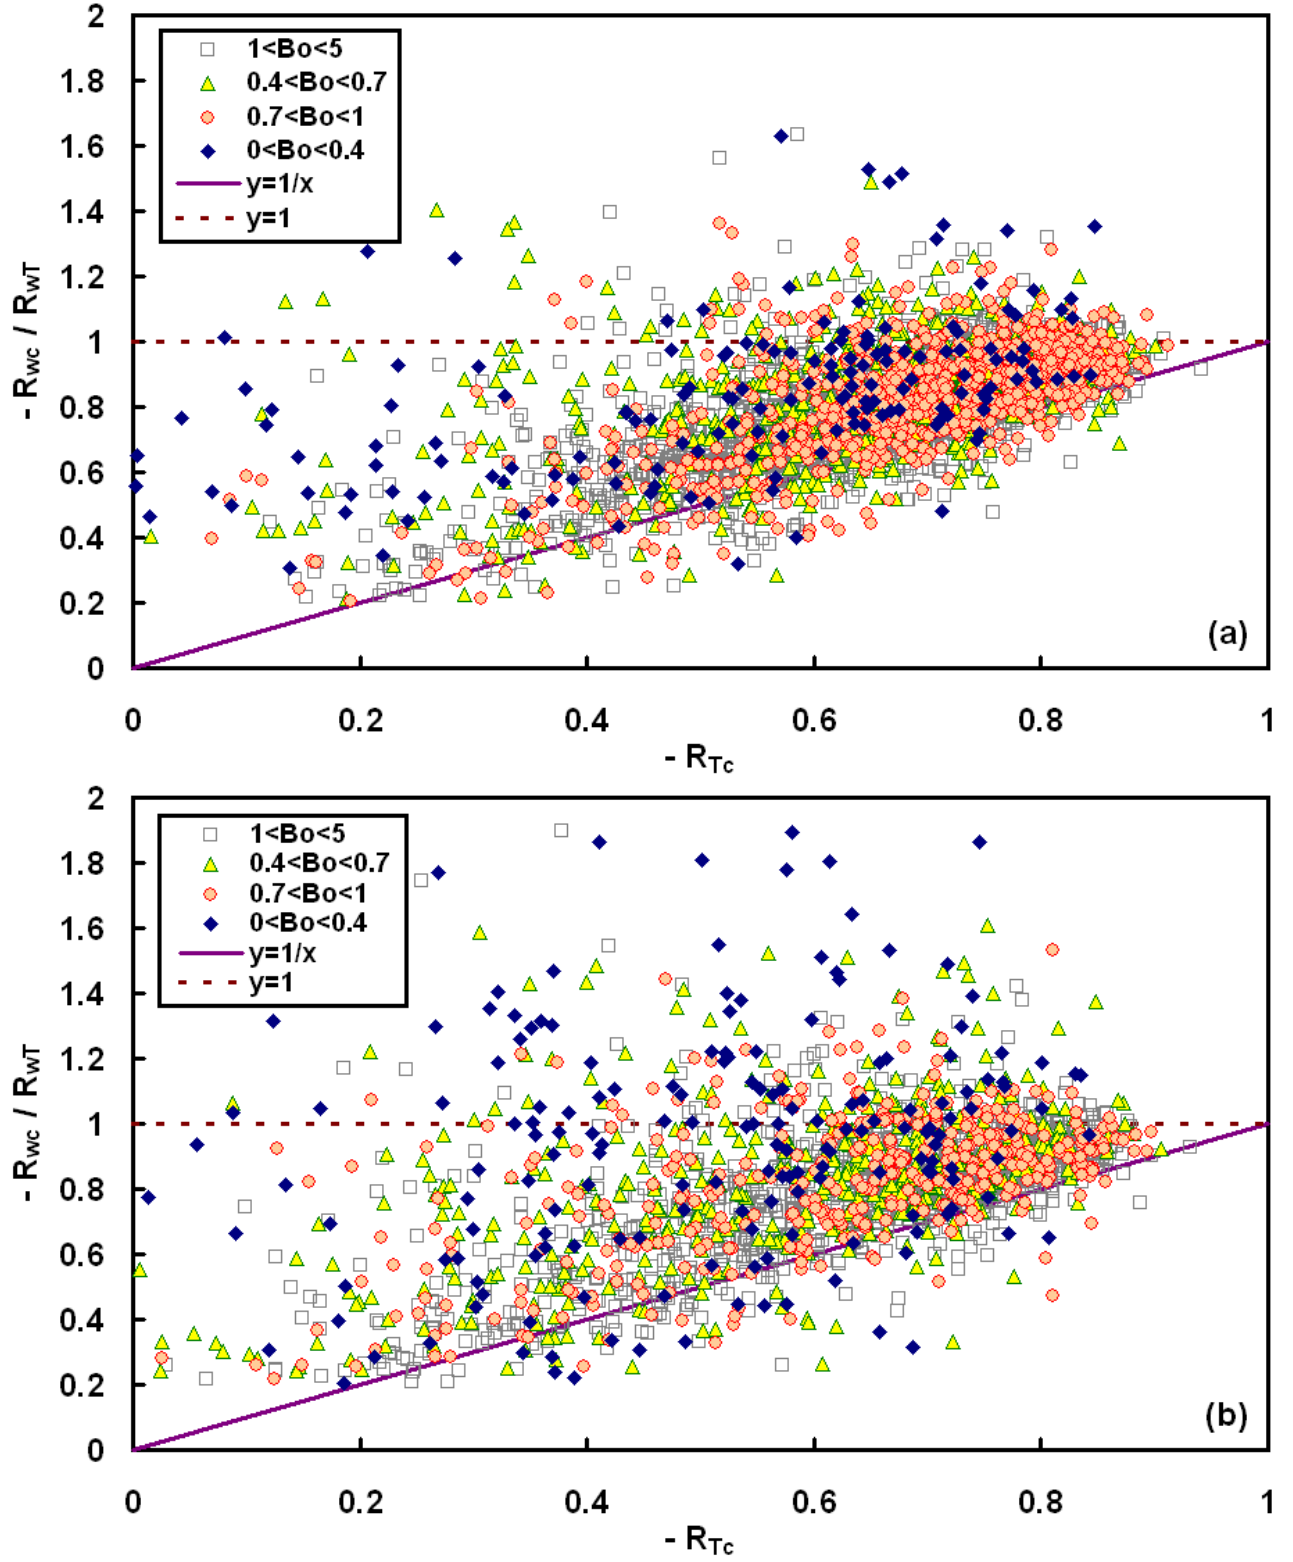 2
1.8
1.6
1.4
1.2
1
0.8
0.6
0.4
0.2
0
- Rwc / RwT
1<Bo<5
0.4<Bo<0.7
0.7<Bo<1
0<Bo<0.4
y=1/x
y=1
(a)
0 0.2 0.4 0.6 0.8 1
- RTc
2
1.8
1.6
1.4
1.2
1
0.8
0.6
0.4
0.2
0
- Rwc / RwT
1<Bo<5
0.4<Bo<0.7
0.7<Bo<1
0<Bo<0.4
y=1/x
y=1
(b)
0 0.2 0.4 0.6 0.8 1
- RTc